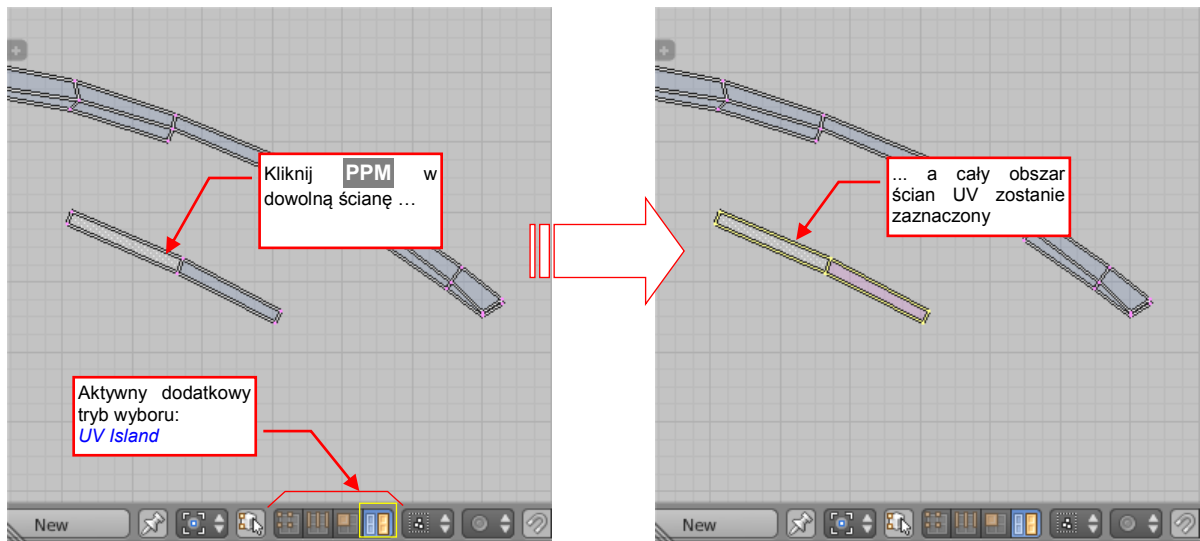 Kliknij PPM w
dowolną ścianę …
... a cały obszar
ścian UV zostanie
zaznaczony
Aktywny dodatkowy
tryb wyboru:
UV Island
New
New